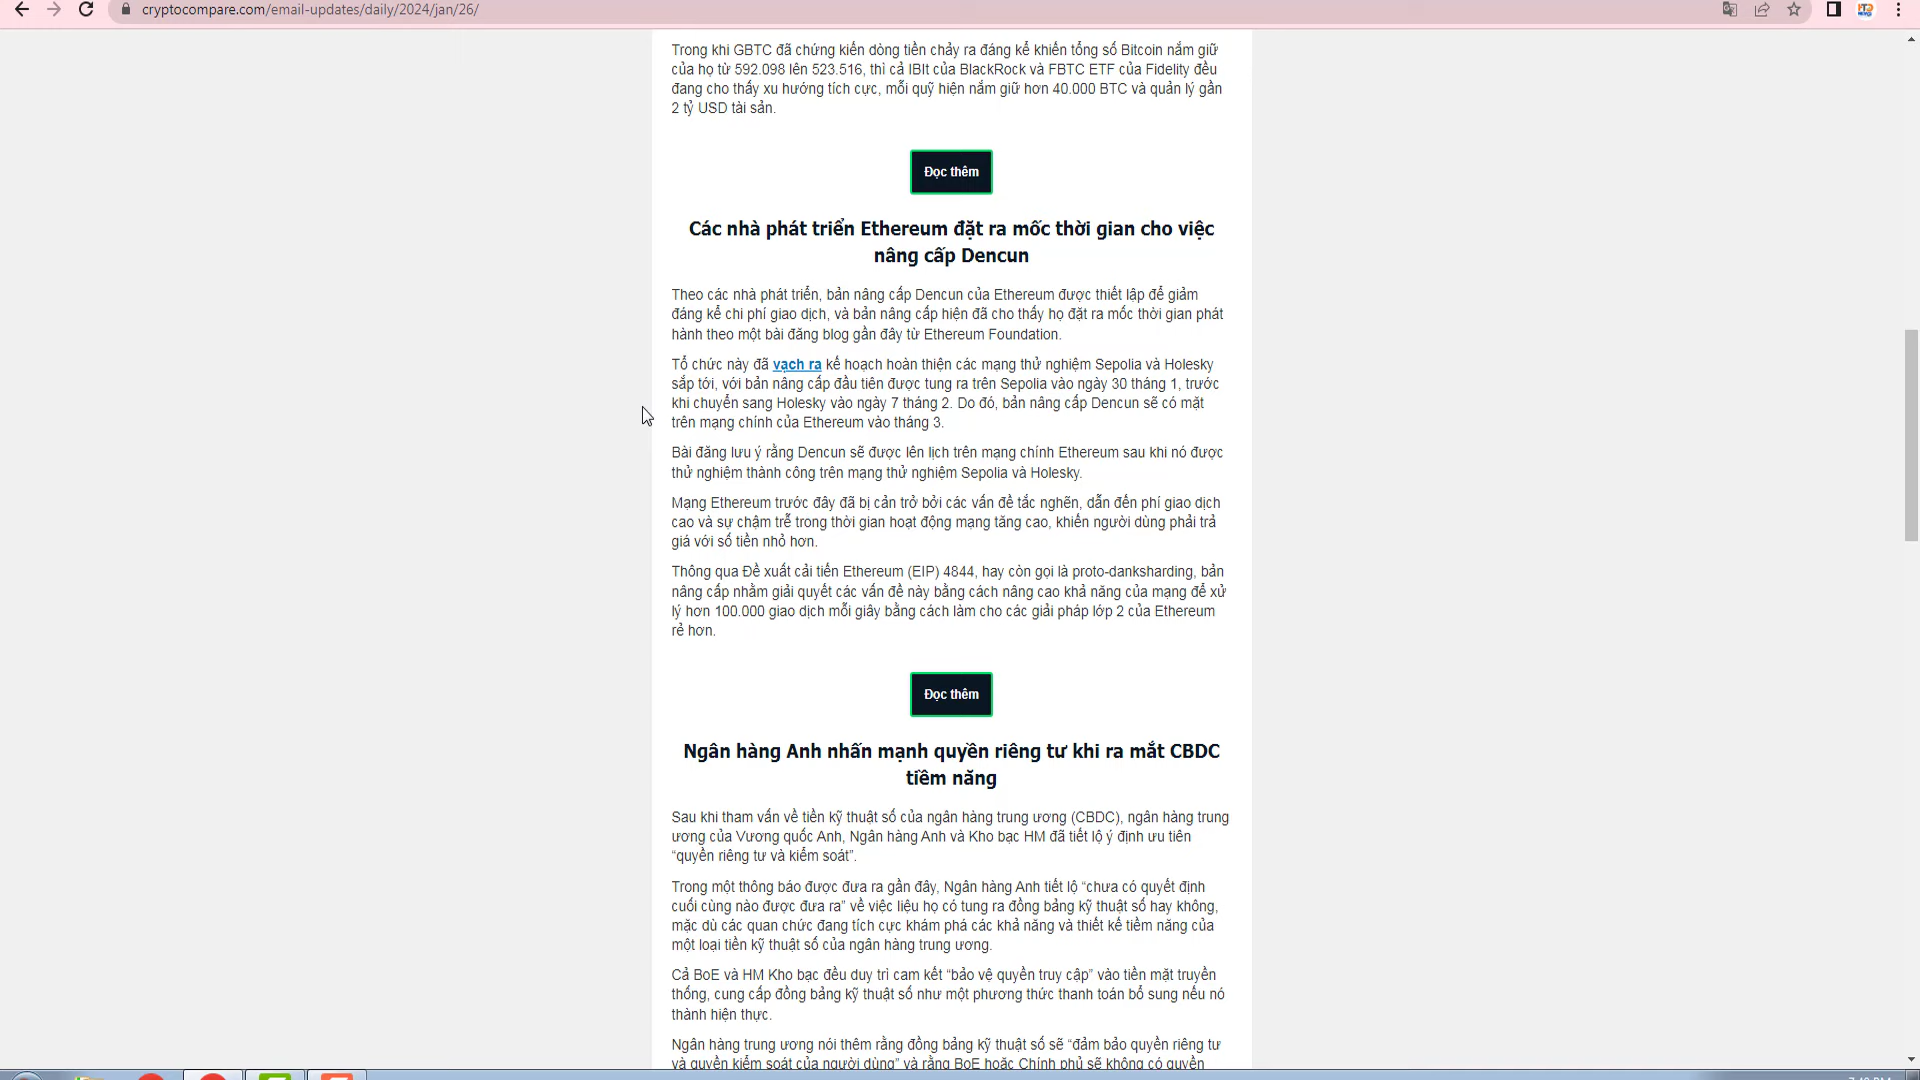 cryptocompare.com/email-updates/daily/2024/jan/26/
Trong khi GBTC đã chứng kiến dòng tiền chảy ra đáng kể khiến tổng số Bitcoin nắm giữ
của họ từ 592.098 lên 523.516, thì cả IBIt của BlackRock và FBTC ETF của Fidelity đều
đang cho thấy xu hướng tích cực, mỗi quỹ hiện nắm giữ hơn 40.000 BTC và quản lý gần
2 tỷ USD tài sản.
Đọc thêm
Các nhà phát triển Ethereum đặt ra mốc thời gian cho việc
nâng cấp Dencun
Theo các nhà phát triển, bản nâng cấp Dencun của Ethereum được thiết lập để giảm
đáng kể chi phí giao dịch, và bản nâng cấp hiện đã cho thấy họ đặt ra mốc thời gian phát
hành theo một bài đăng blog gần đây từ Ethereum Foundation.
Tổ chức này đã vạch ra kế hoạch hoàn thiện các mạng thử nghiệm Sepolia và Holesky
sắp tới, với bản nâng cấp đầu tiên được tung ra trên Sepolia vào ngày 30 tháng 1, trước
khi chuyển sang Holesky vào ngày 7 tháng 2. Do đó, bản nâng cấp Dencun sẽ có mặt
trên mạng chính của Ethereum vào tháng 3.
Bài đăng lưu ý rằng Dencun sẽ được lên lịch trên mạng chính Ethereum sau khi nó được
thử nghiệm thành công trên mạng thử nghiệm Sepolia và Holesky.
Mạng Ethereum trước đây đã bị cản trở bởi các vấn đề tắc nghẽn, dẫn đến phí giao dịch
cao và sự chậm trễ trong thời gian hoạt động mạng tăng cao, khiến người dùng phải trả
giá với số tiền nhỏ hơn.
Thông qua Đề xuất cải tiến Ethereum (EIP) 4844, hay còn gọi là proto-danksharding, bản
nâng cấp nhằm giải quyết các vấn đề này bằng cách nâng cao khả năng của mạng để xử
lý hơn 100.000 giao dịch mỗi giây bằng cách làm cho các giải pháp lớp 2 của Ethereum
rẻ hơn.
Đọc thêm
Ngân hàng Anh nhấn mạnh quyền riêng tư khi ra mắt CBDC
tiềm năng
Sau khi tham vấn về tiền kỹ thuật số của ngân hàng trung ương (CBDC), ngân hàng trung
ương của Vương quốc Anh, Ngân hàng Anh và Kho bạc HM đã tiết lộ ý định ưu tiên
“quyền riêng tư và kiểm soát”.
Trong một thông báo được đưa ra gần đây, Ngân hàng Anh tiết lộ “chưa có quyết định
cuối cùng nào được đưa ra” về việc liệu họ có tung ra đồng bảng kỹ thuật số hay không,
mặc dù các quan chức đang tích cực khám phá các khả năng và thiết kế tiềm năng của
một loại tiền kỹ thuật số của ngân hàng trung ương.
Cả BoE và HM Kho bạc đều duy trì cam kết “bảo vệ quyền truy cập” vào tiền mặt truyền
thống, cung cấp đồng bảng kỹ thuật số như một phương thức thanh toán bổ sung nếu nó
thành hiện thực.
Ngân hàng trung ương nói thêm rằng đồng bảng kỹ thuật số sẽ “đảm bảo quyền riêng tư
và quyền kiểm soát của người dùng” và rằng BoE hoặc Chính phủ sẽ không có quyền